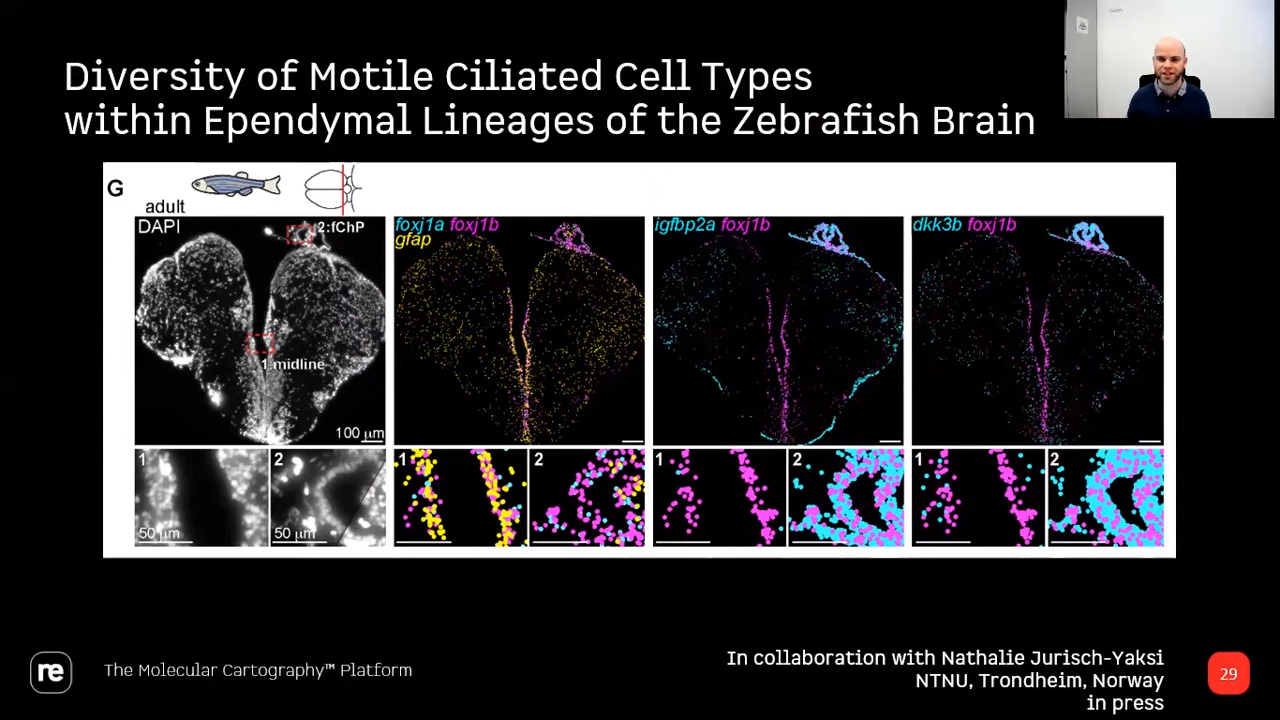 Diversity of Motile Ciliated Cell Types
within Ependymal Lineages of the Zebrafish Brain
G
adult
DAPI
2:fChP
1:midline
100 µm
foxj1a foxj1b
gfap
igfbp2a foxj1b
dkk3b foxj1b
1
50 µm
2
50 µm
1
2
1
2
1
2
re
The Molecular Cartography™ Platform
In collaboration with Nathalie Jurisch-Yaksi
NTNU, Trondheim, Norway
in press
29